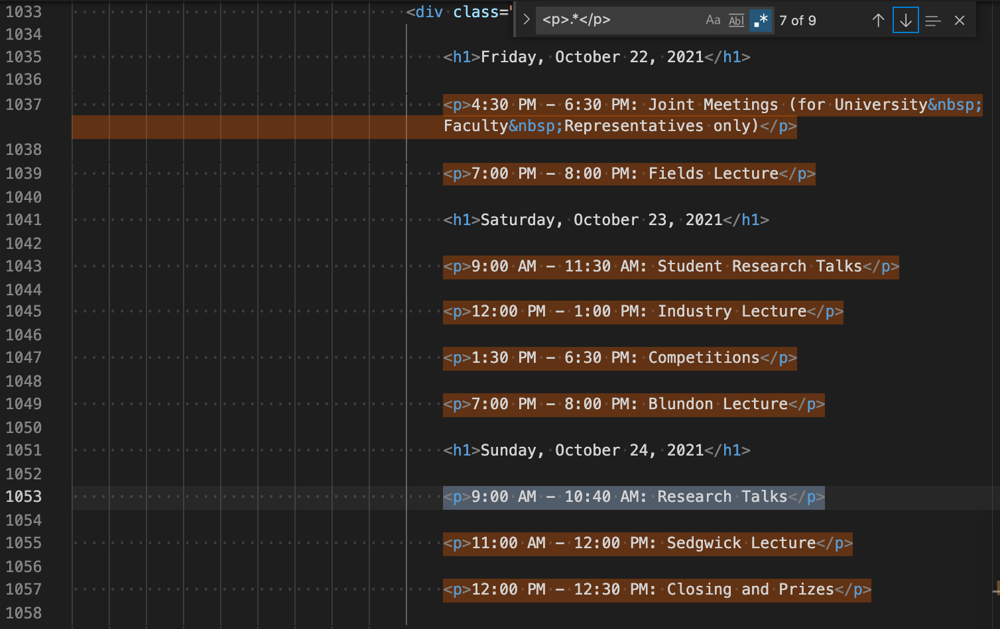 1033 <div class="
<p>.*</p> Aa Abl .* 7 of 9
1034
1035 <h1>Friday, October 22, 2021</h1>
1036
1037 <p>4:30 PM – 6:30 PM: Joint Meetings (for University&nbsp;
Faculty&nbsp;Representatives only)</p>
1038
1039 <p>7:00 PM – 8:00 PM: Fields Lecture</p>
1040
1041 <h1>Saturday, October 23, 2021</h1>
1042
1043 <p>9:00 AM – 11:30 AM: Student Research Talks</p>
1044
1045 <p>12:00 PM – 1:00 PM: Industry Lecture</p>
1046
1047 <p>1:30 PM – 6:30 PM: Competitions</p>
1048
1049 <p>7:00 PM – 8:00 PM: Blundon Lecture</p>
1050
1051 <h1>Sunday, October 24, 2021</h1>
1052
1053 <p>9:00 AM – 10:40 AM: Research Talks</p>
1054
1055 <p>11:00 AM – 12:00 PM: Sedgwick Lecture</p>
1056
1057 <p>12:00 PM – 12:30 PM: Closing and Prizes</p>
1058